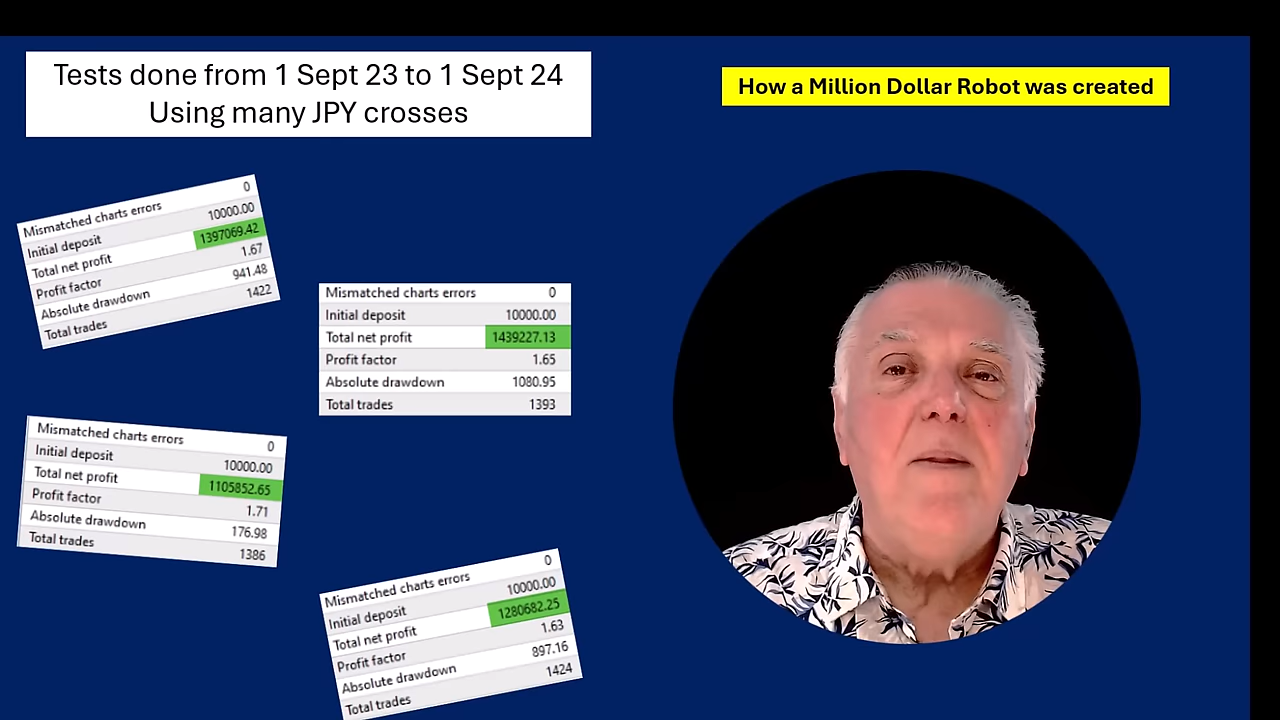 Tests done from 1 Sept 23 to 1 Sept 24
Using many JPY crosses
How a Million Dollar Robot was created
Mismatched charts errors 0
Initial deposit 10000.00
Total net profit 1397069.42
Profit factor 1.67
Absolute drawdown 941.48
Total trades 1422
Mismatched charts errors 0
Initial deposit 10000.00
Total net profit 1439227.13
Profit factor 1.65
Absolute drawdown 1080.95
Total trades 1393
Mismatched charts errors 0
Initial deposit 10000.00
Total net profit 1105852.65
Profit factor 1.71
Absolute drawdown 176.98
Total trades 1386
Mismatched charts errors 0
Initial deposit 10000.00
Total net profit 1280682.25
Profit factor 1.63
Absolute drawdown 897.16
Total trades 1424